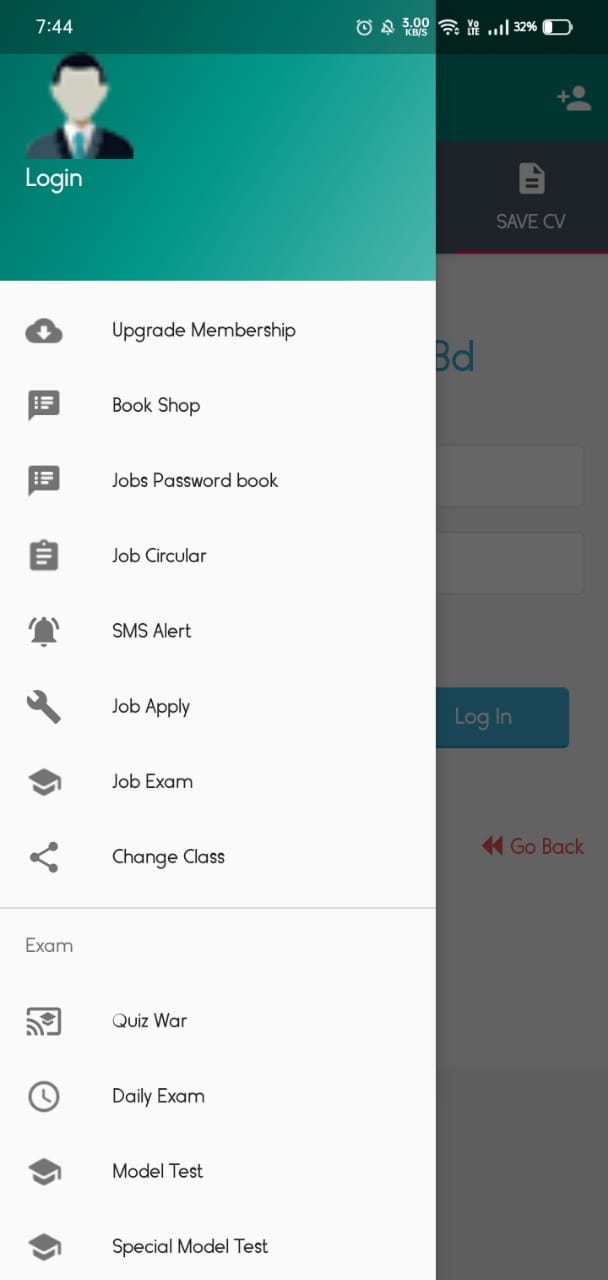 7:44
3.00 KB/S
Vo LTE
32%
Login
SAVE CV
Upgrade Membership
Bd
Book Shop
Jobs Password book
Job Circular
SMS Alert
Job Apply
Log In
Job Exam
Go Back
Change Class
Exam
Quiz War
Daily Exam
Model Test
Special Model Test